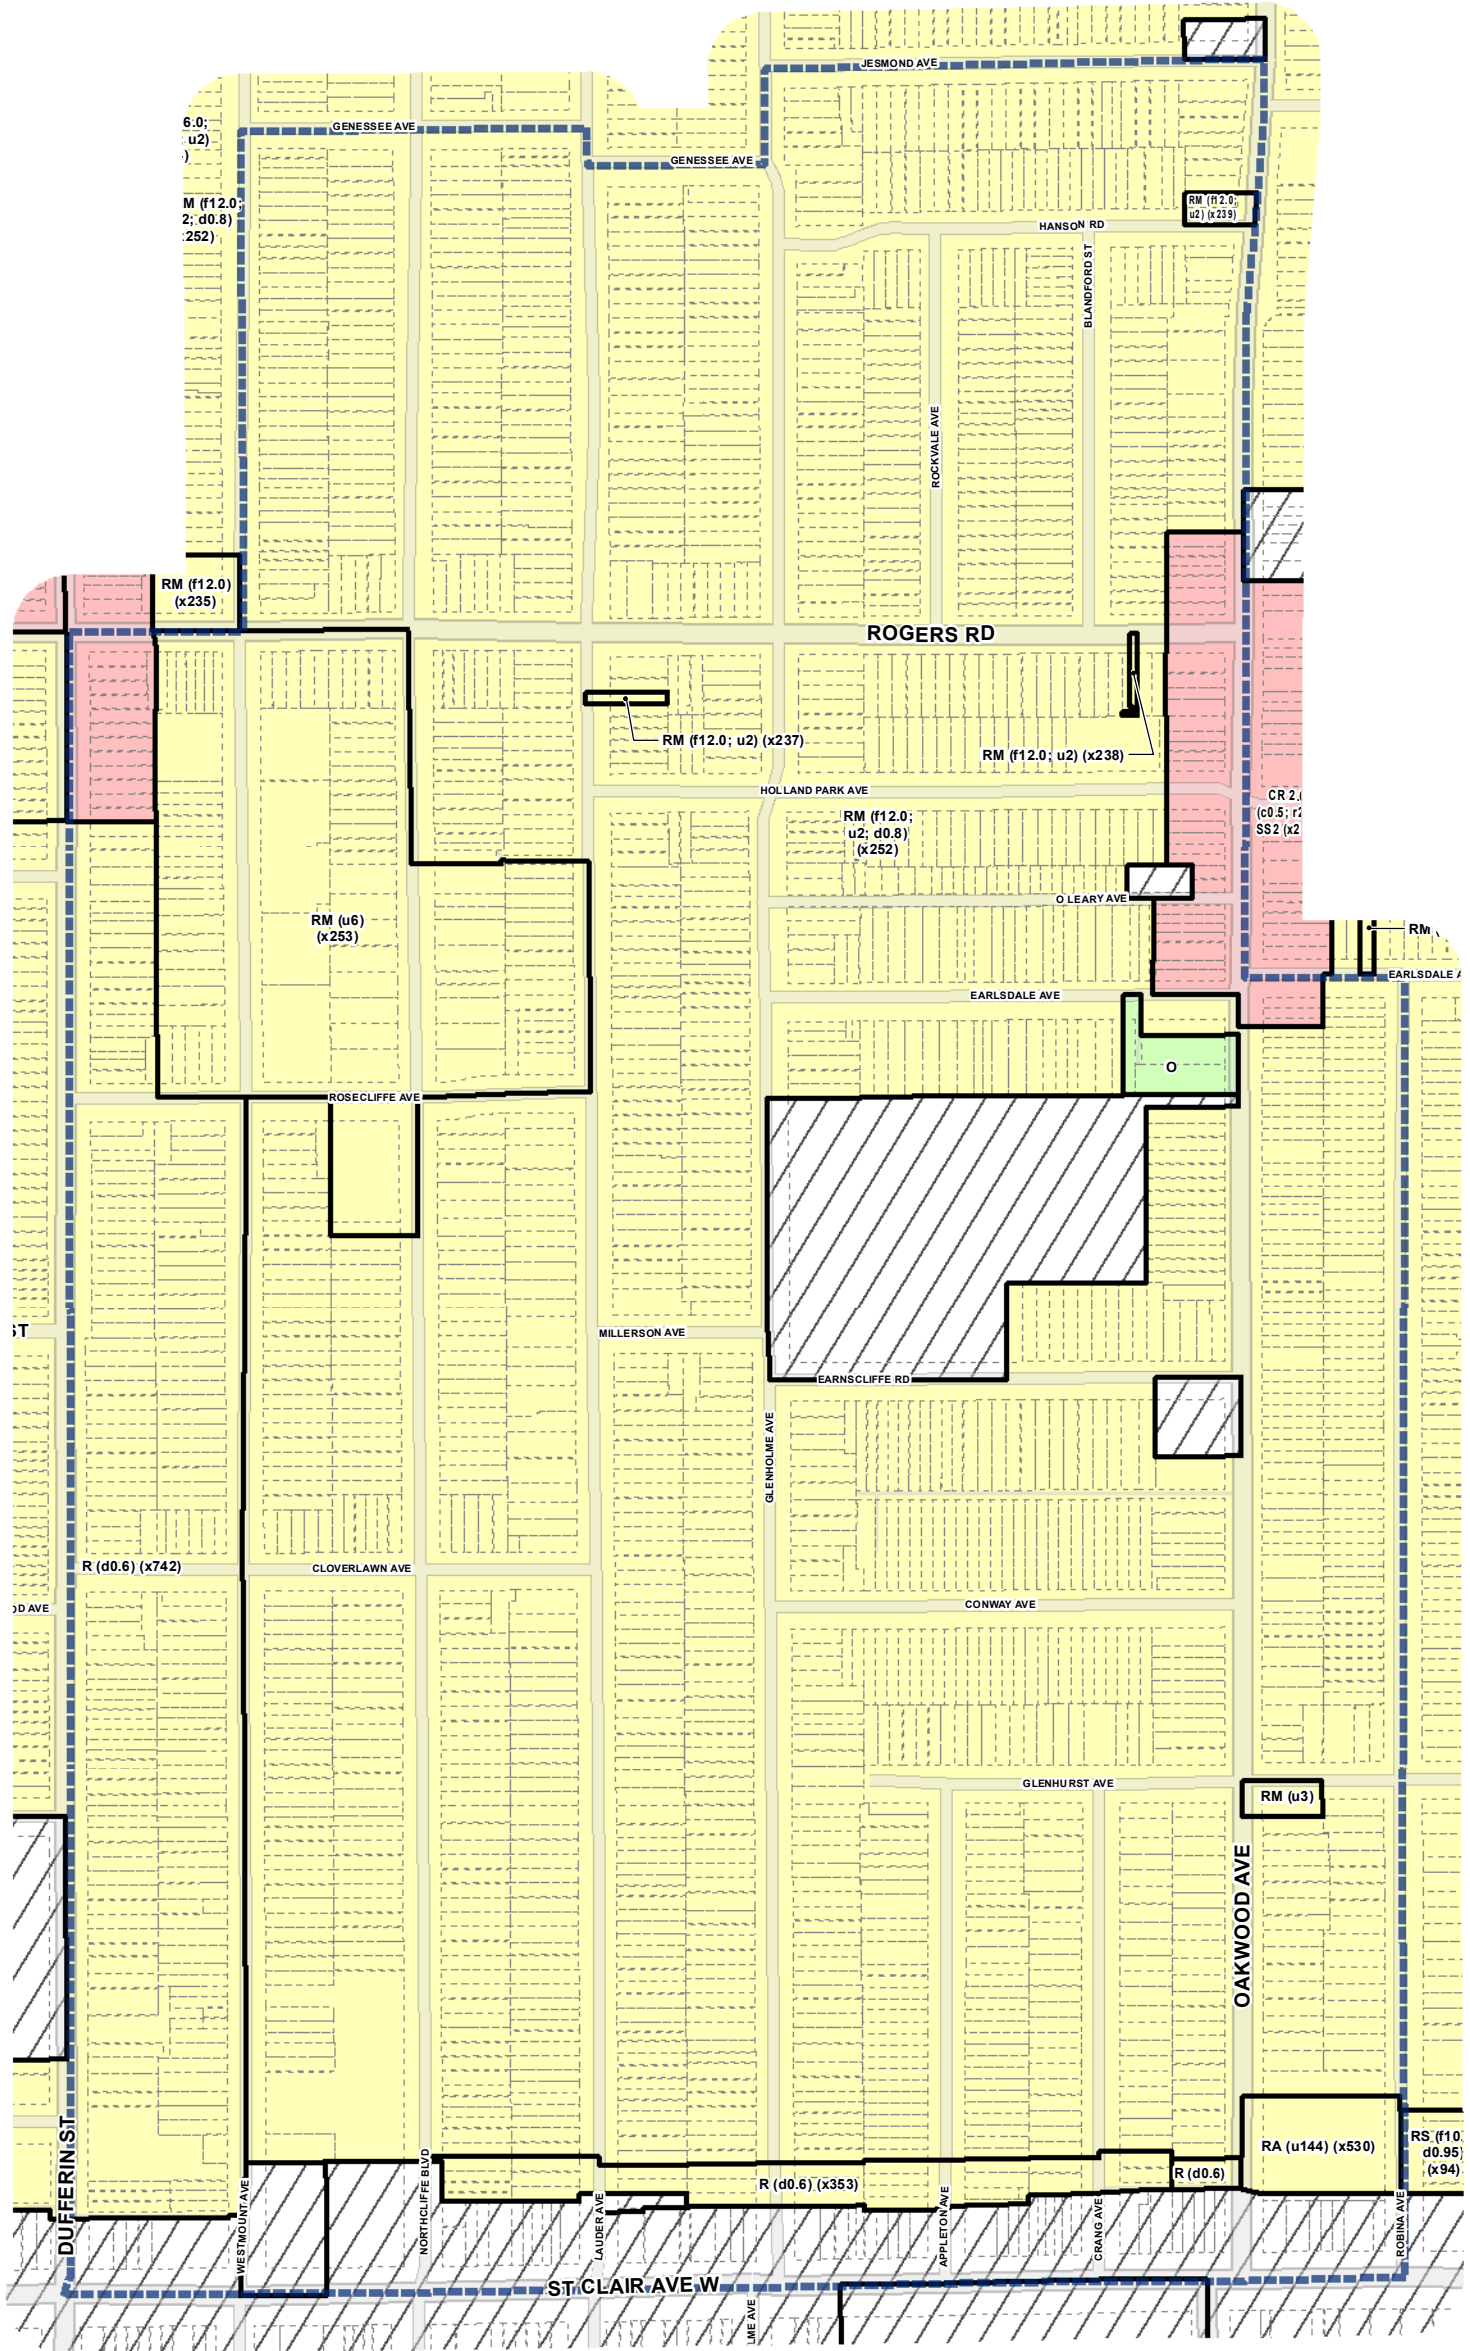 JESMOND AVE
6.0;
u2)
)
GENESSEE AVE
GENESSEE AVE
M (f12.0;
2; d0.8)
252)
RM (f12.0;
u2) (x239)
HANSON RD
BLANDFORD ST
ROCKVALE AVE
RM (f12.0)
(x235)
ROGERS RD
RM (f12.0; u2) (x237)
RM (f12.0; u2) (x238)
HOLLAND PARK AVE
RM (f12.0;
u2; d0.8)
(x252)
CR 2.
(c0.5; r2
SS2 (x2
O LEARY AVE
RM (u6)
(x253)
RM (
EARLSDALE A
EARLSDALE AVE
O
ROSECLIFFE AVE
ST
MILLERSON AVE
EARNSCLIFFE RD
GLENHOLME AVE
R (d0.6) (x742)
CLOVERLAWN AVE
OD AVE
CONWAY AVE
GLENHURST AVE
RM (u3)
OAKWOOD AVE
RA (u144) (x530)
RS (f10.
d0.95)
(x94)
R (d0.6)
R (d0.6) (x353)
DUFFERIN ST
WESTMOUNT AVE
NORTHCLIFFE BLVD
LAUDER AVE
APPLETON AVE
CRANG AVE
ROBINA AVE
ST CLAIR AVE W
LME AVE